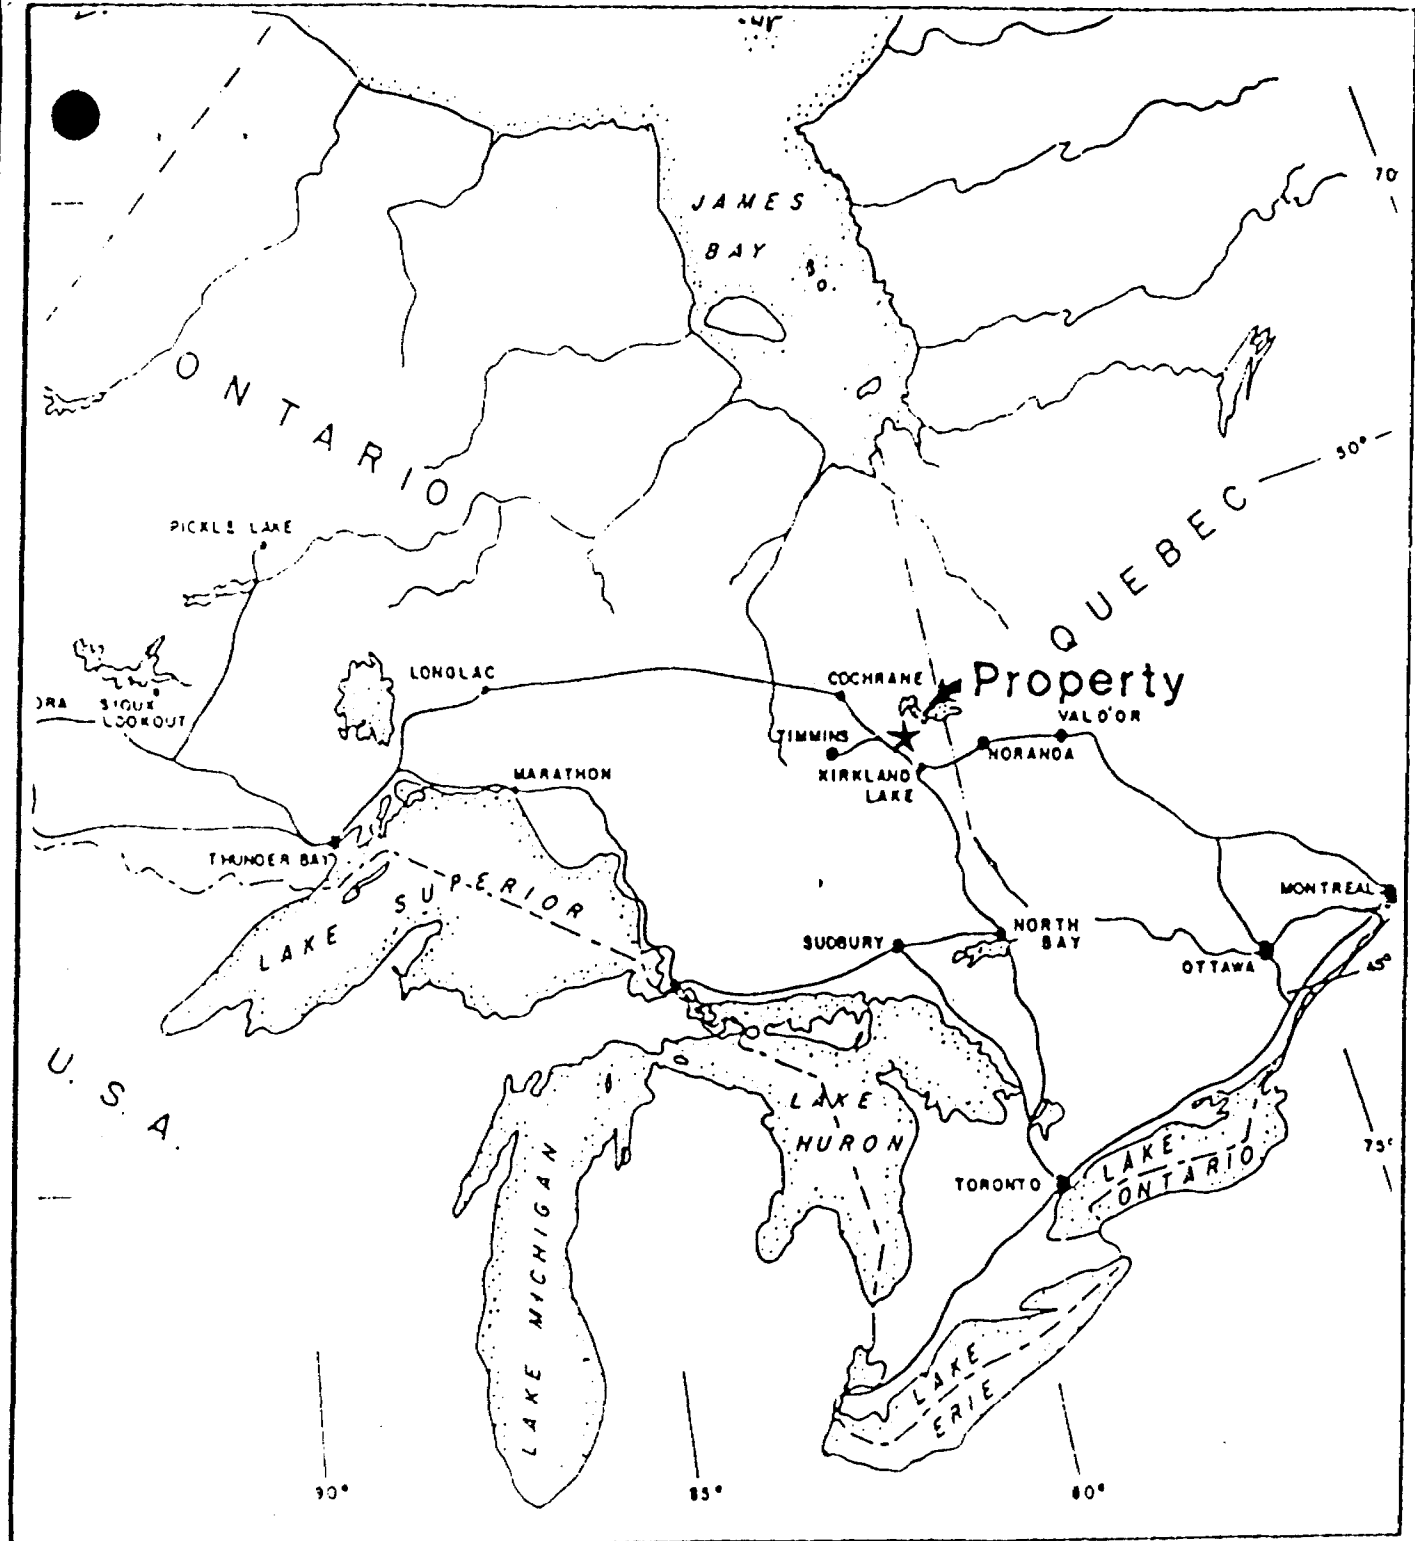 JAMES
BAY
70
ONTARIO
50°
QUEBEC
PICKLE LAKE
LONGLAC
COCHRANE
Property
SIOUX
LOOKOUT
VAL D'OR
TIMMINS
NORANDA
KIRKLAND
LAKE
MARATHON
THUNDER BAY
MONTREAL
LAKE SUPERIOR
SUDBURY
NORTH
BAY
OTTAWA
45°
U. S. A.
LAKE
HURON
75°
LAKE
ONTARIO
TORONTO
LAKE MICHIGAN
LAKE
ERIE
90°
85°
80°